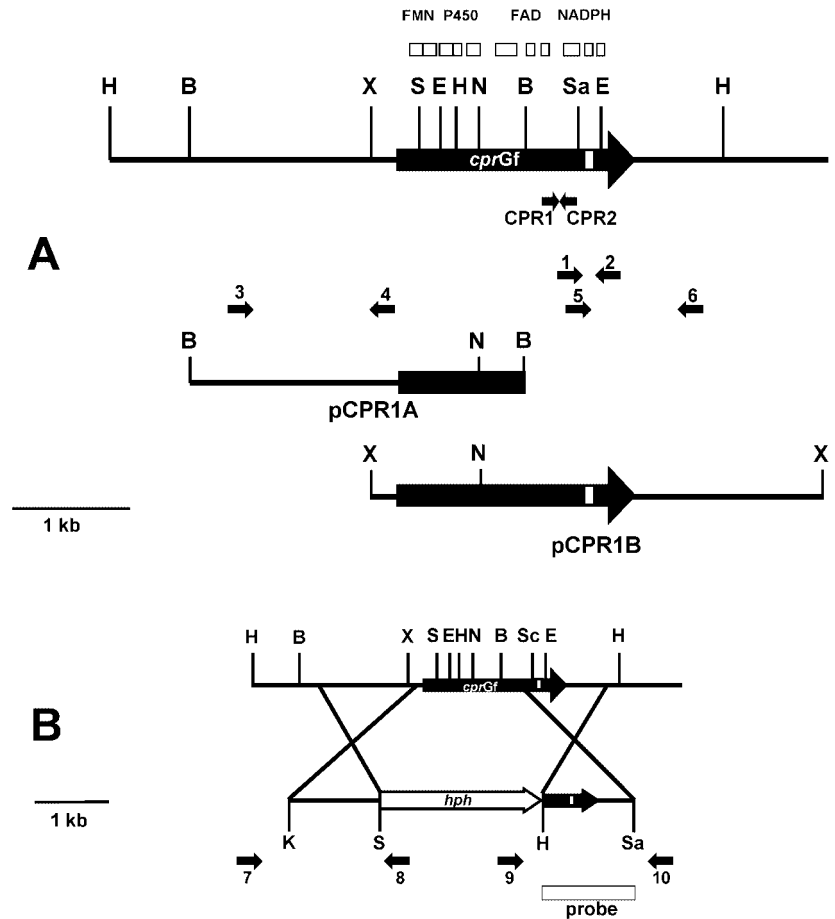 FMN P450 FAD NADPH
H B X S E H N B Sa E H
cprGf
CPR1 CPR2
A
1 2
3 4 5 6
B N B
pCPR1A
X N X
1 kb
pCPR1B
H B X S E H N B Sc E H
cprGf
B
hph
1 kb
K S H Sa
7 8 9 10
probe